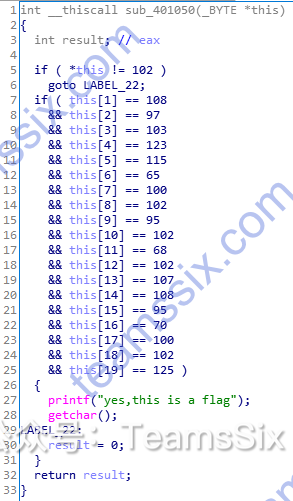 1 int __thiscall sub_401050(_BYTE *this)
2 {
3 int result; // eax
4
5 if ( *this != 102 )
6 goto LABEL_22;
7 if ( this[1] == 108
8 && this[2] == 97
9 && this[3] == 103
10 && this[4] == 123
11 && this[5] == 115
12 && this[6] == 65
13 && this[7] == 100
14 && this[8] == 102
15 && this[9] == 95
16 && this[10] == 102
17 && this[11] == 68
18 && this[12] == 102
19 && this[13] == 107
20 && this[14] == 108
21 && this[15] == 95
22 && this[16] == 70
23 && this[17] == 100
24 && this[18] == 102
25 && this[19] == 125 )
26 {
27 printf("yes,this is a flag");
28 getchar();
29 LABEL_22:
30 result = 0;
31 }
32 return result;
33 }
teamssix.com
TeamsSix